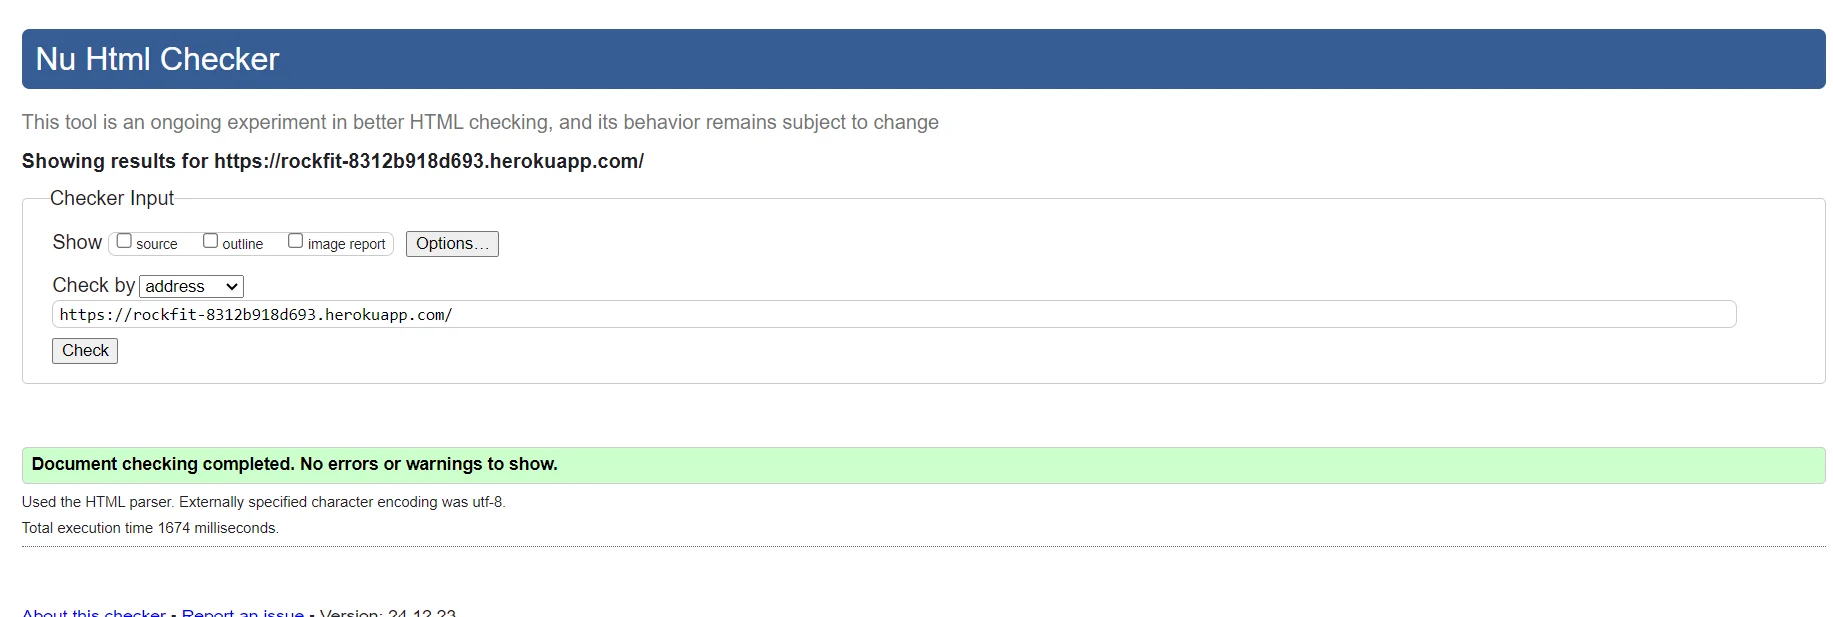 Nu Html Checker
This tool is an ongoing experiment in better HTML checking, and its behavior remains subject to change
Showing results for https://rockfit-8312b918d693.herokuapp.com/
Checker Input
Show source outline image report Options...
Check by address
https://rockfit-8312b918d693.herokuapp.com/
Check
Document checking completed. No errors or warnings to show.
Used the HTML parser. Externally specified character encoding was utf-8.
Total execution time 1674 milliseconds.
About this checker • Report an issue • Version: 24.12.23